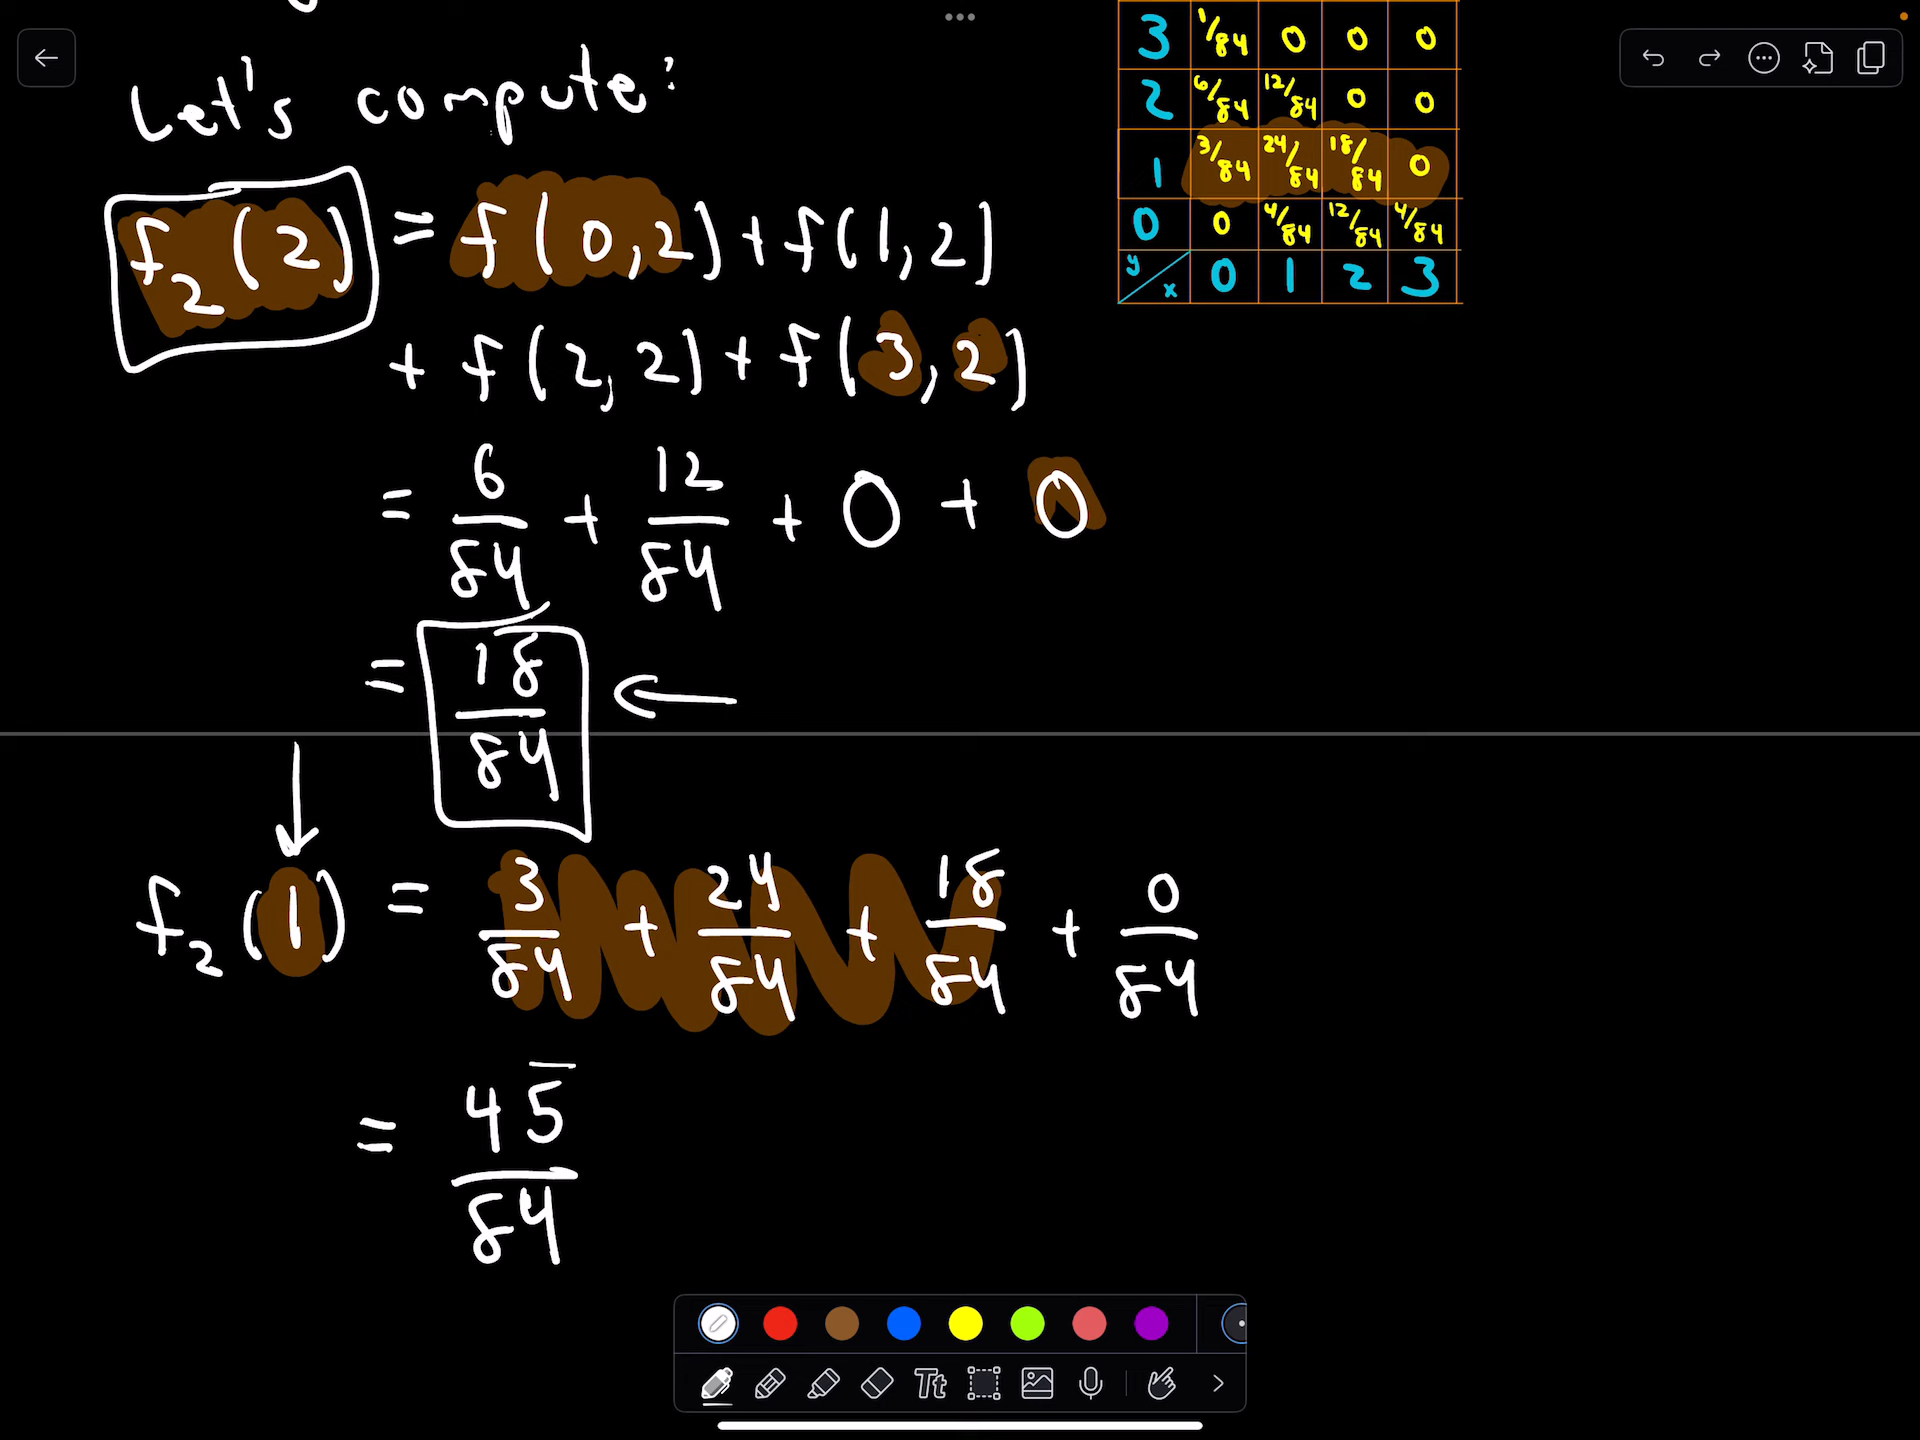 Let's compute:
f₂(2) = f(0,2) + f(1,2)
+ f(2,2) + f(3,2)
= 6/84 + 12/84 + 0 + 0
= 18/84 ←
f₂(1) = 3/84 + 24/84 + 18/84 + 0/84
= 45/84
3 1/84 0 0 0
2 6/84 12/84 0 0
1 3/84 24/84 18/84 0
0 0 4/84 12/84 4/84
y/x 0 1 2 3
Tt